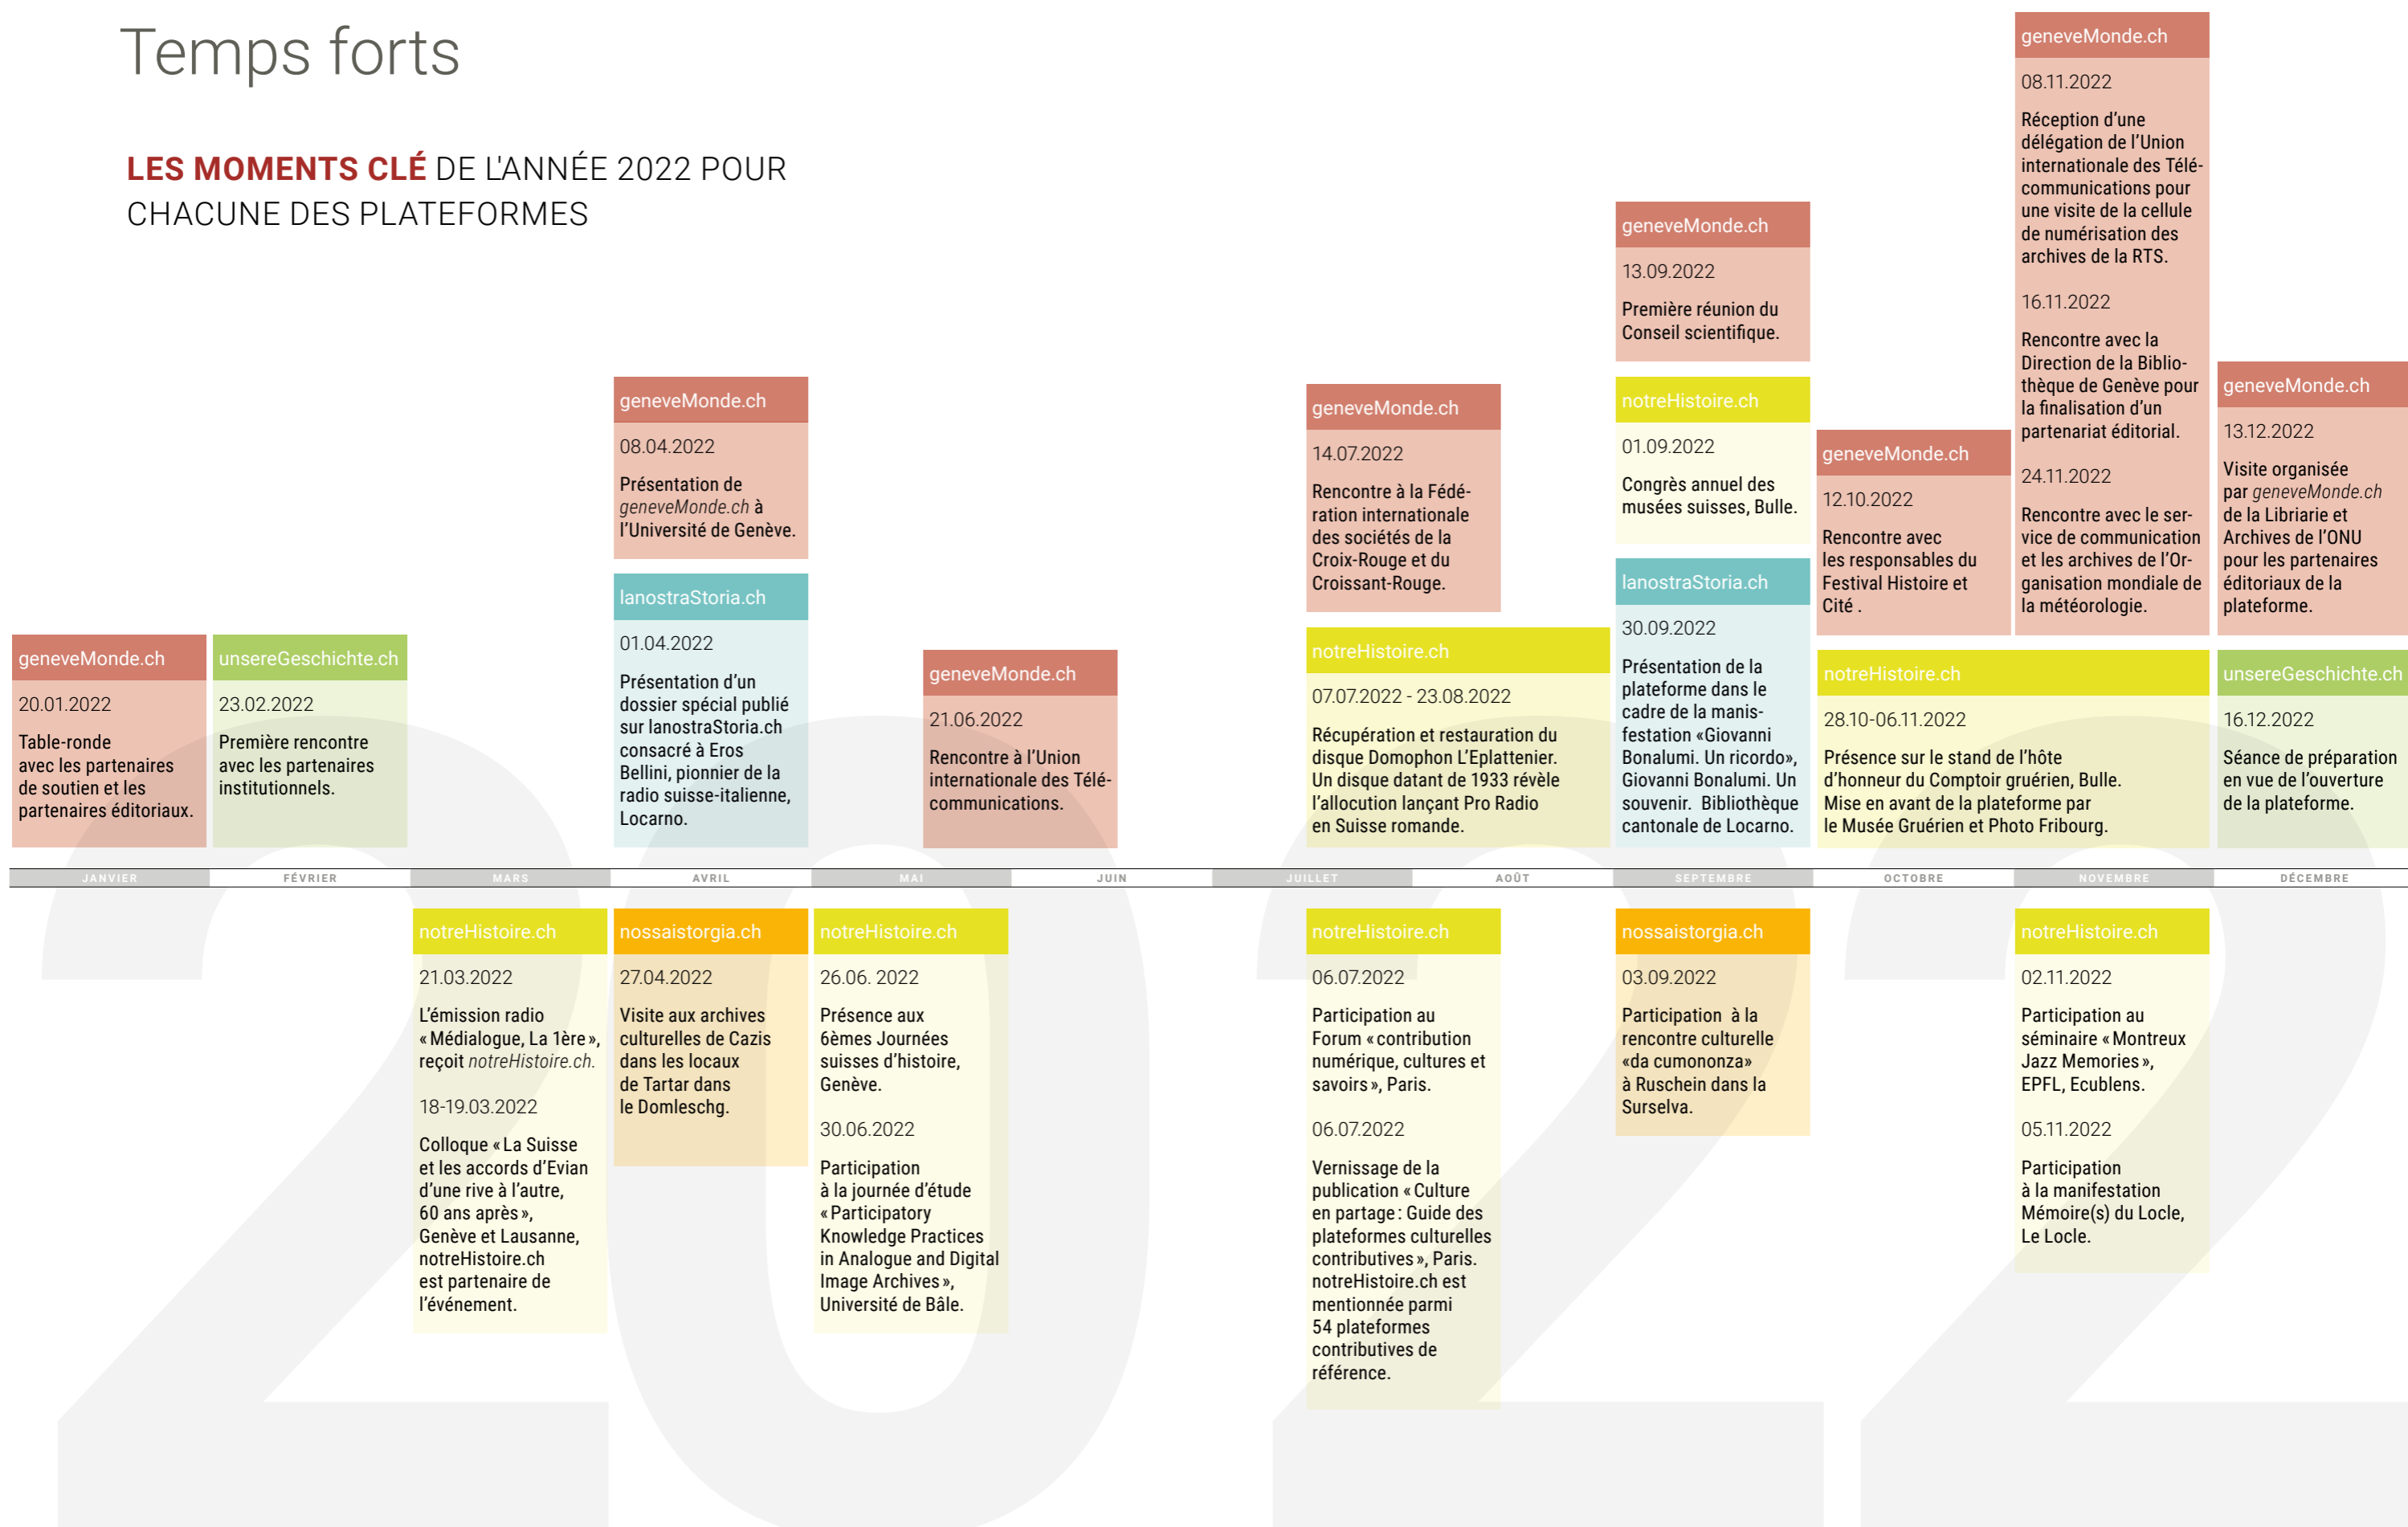 Temps forts
LES MOMENTS CLÉ DE L'ANNÉE 2022 POUR
CHACUNE DES PLATEFORMES
geneveMonde.ch
20.01.2022
Table-ronde
avec les partenaires
de soutien et les
partenaires éditoriaux.
unsereGeschichte.ch
23.02.2022
Première rencontre
avec les partenaires
institutionnels.
geneveMonde.ch
08.04.2022
Présentation de
geneveMonde.ch à
l'Université de Genève.
lanostraStoria.ch
01.04.2022
Présentation d'un
dossier spécial publié
sur lanostraStoria.ch
consacré à Eros
Bellini, pionnier de la
radio suisse-italienne,
Locarno.
geneveMonde.ch
21.06.2022
Rencontre à l'Union
internationale des Télé-
communications.
geneveMonde.ch
14.07.2022
Rencontre à la Fédé-
ration internationale
des sociétés de la
Croix-Rouge et du
Croissant-Rouge.
notreHistoire.ch
07.07.2022 - 23.08.2022
Récupération et restauration du
disque Domophon L'Eplattenier.
Un disque datant de 1933 révèle
l'allocution lançant Pro Radio
en Suisse romande.
geneveMonde.ch
13.09.2022
Première réunion du
Conseil scientifique.
notreHistoire.ch
01.09.2022
Congrès annuel des
musées suisses, Bulle.
lanostraStoria.ch
30.09.2022
Présentation de la
plateforme dans le
cadre de la manis-
festation «Giovanni
Bonalumi. Un ricordo»,
Giovanni Bonalumi. Un
souvenir. Bibliothèque
cantonale de Locarno.
geneveMonde.ch
12.10.2022
Rencontre avec
les responsables du
Festival Histoire et
Cité .
geneveMonde.ch
08.11.2022
Réception d'une
délégation de l'Union
internationale des Télé-
communications pour
une visite de la cellule
de numérisation des
archives de la RTS.
16.11.2022
Rencontre avec la
Direction de la Biblio-
thèque de Genève pour
la finalisation d'un
partenariat éditorial.
24.11.2022
Rencontre avec le ser-
vice de communication
et les archives de l'Or-
ganisation mondiale de
la météorologie.
notreHistoire.ch
28.10-06.11.2022
Présence sur le stand de l'hôte
d'honneur du Comptoir gruérien, Bulle.
Mise en avant de la plateforme par
le Musée Gruérien et Photo Fribourg.
geneveMonde.ch
13.12.2022
Visite organisée
par geneveMonde.ch
de la Libriarie et
Archives de l'ONU
pour les partenaires
éditoriaux de la
plateforme.
unsereGeschichte.ch
16.12.2022
Séance de préparation
en vue de l'ouverture
de la plateforme.
JANVIER FÉVRIER MARS AVRIL MAI JUIN JUILLET AOÛT SEPTEMBRE OCTOBRE NOVEMBRE DÉCEMBRE
notreHistoire.ch
21.03.2022
L'émission radio
« Médialogue, La 1ère »,
reçoit notreHistoire.ch.
18-19.03.2022
Colloque « La Suisse
et les accords d'Evian
d'une rive à l'autre,
60 ans après »,
Genève et Lausanne,
notreHistoire.ch
est partenaire de
l'événement.
nossaistorgia.ch
27.04.2022
Visite aux archives
culturelles de Cazis
dans les locaux
de Tartar dans
le Domleschg.
notreHistoire.ch
26.06. 2022
Présence aux
6èmes Journées
suisses d'histoire,
Genève.
30.06.2022
Participation
à la journée d'étude
« Participatory
Knowledge Practices
in Analogue and Digital
Image Archives »,
Université de Bâle.
notreHistoire.ch
06.07.2022
Participation au
Forum « contribution
numérique, cultures et
savoirs », Paris.
06.07.2022
Vernissage de la
publication « Culture
en partage : Guide des
plateformes culturelles
contributives », Paris.
notreHistoire.ch est
mentionnée parmi
54 plateformes
contributives de
référence.
nossaistorgia.ch
03.09.2022
Participation à la
rencontre culturelle
«da cumononza»
à Ruschein dans la
Surselva.
notreHistoire.ch
02.11.2022
Participation au
séminaire « Montreux
Jazz Memories »,
EPFL, Ecublens.
05.11.2022
Participation
à la manifestation
Mémoire(s) du Locle,
Le Locle.
2022